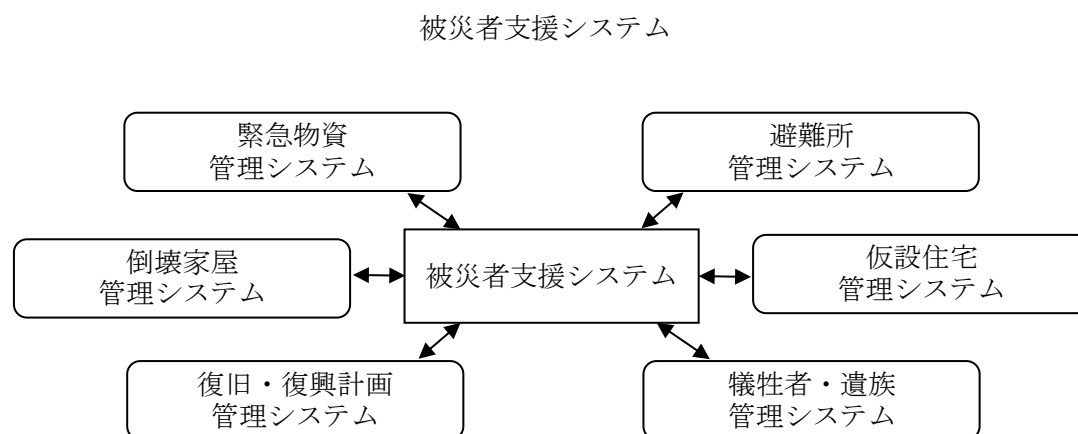 被災者支援システム
緊急物資
管理システム
避難所
管理システム
倒壊家屋
管理システム
被災者支援システム
仮設住宅
管理システム
復旧・復興計画
管理システム
犠牲者・遺族
管理システム